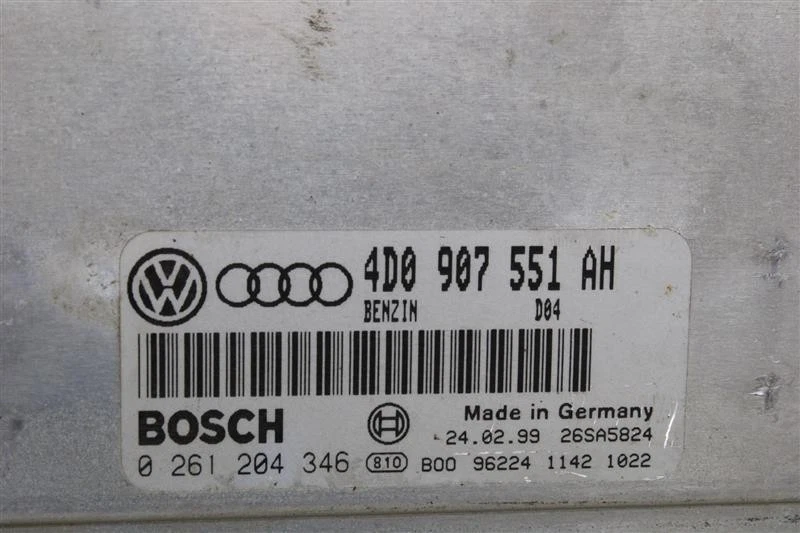 4D0 907 551 AH
BENZIN D04
BOSCH Made in Germany
24.02.99 26SA5824
0 261 204 346 810 B00 96224 1142 1022